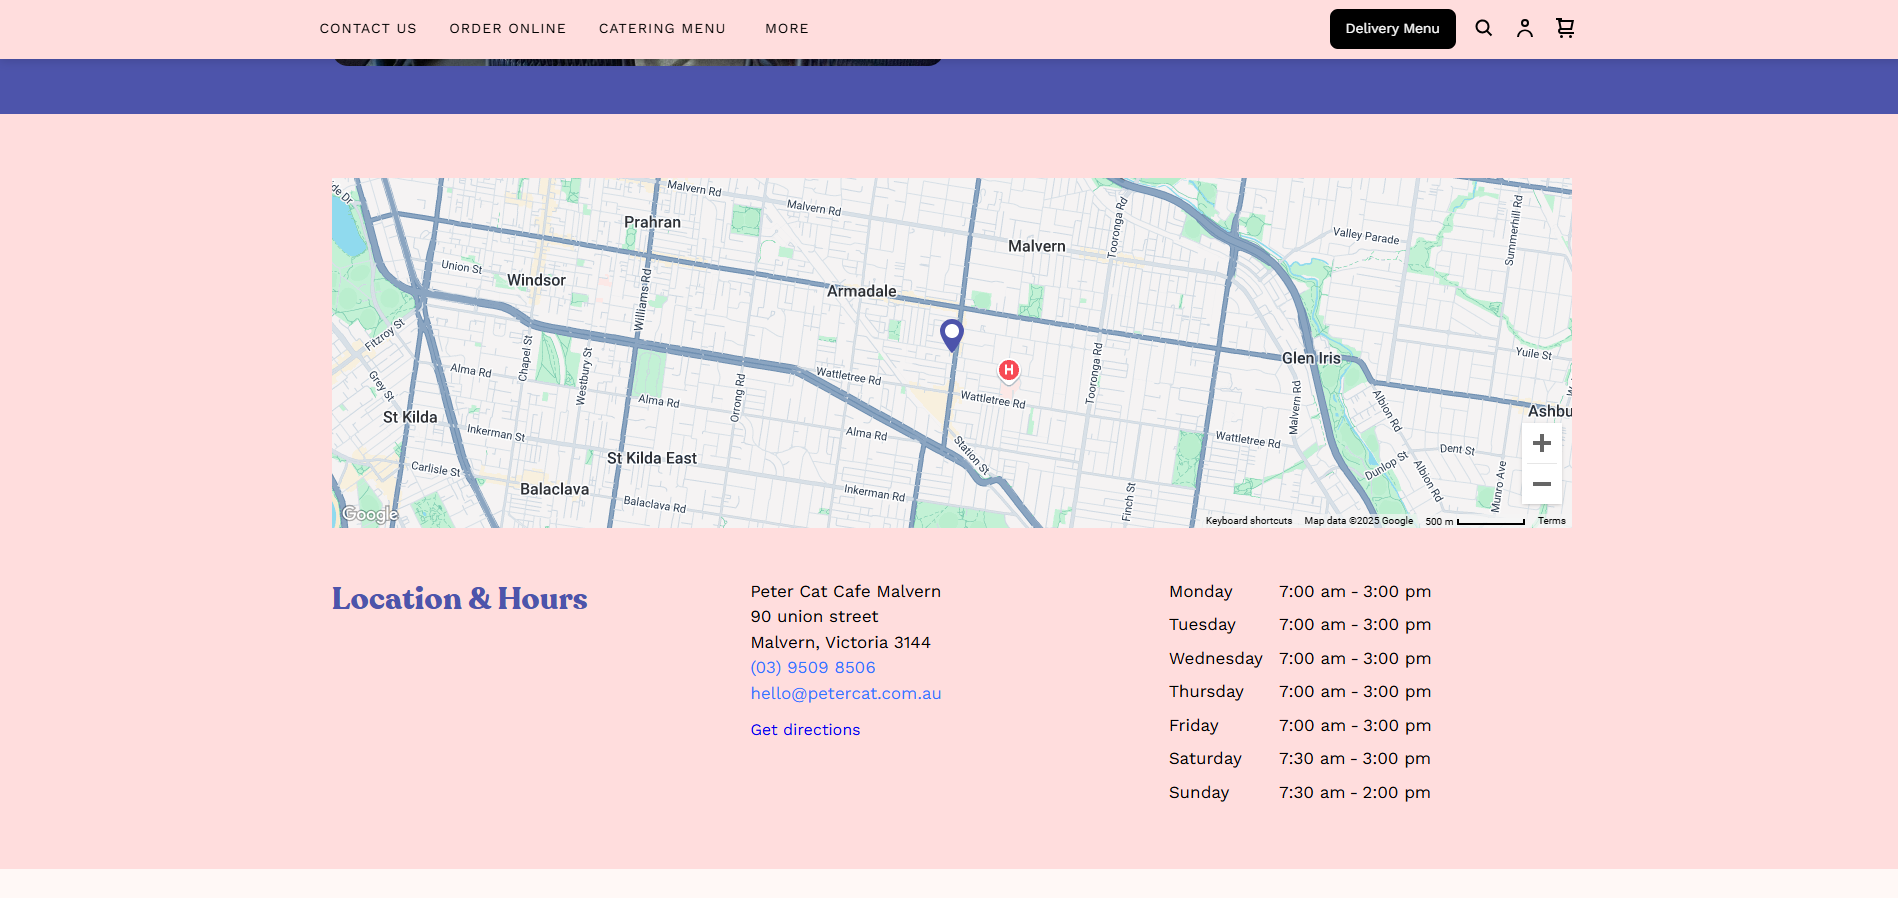 CONTACT US ORDER ONLINE CATERING MENU MORE Delivery Menu
Malvern Rd
Malvern Rd
Tooronga Rd
Summerhill Rd
Prahran
Valley Parade
Malvern
Union St
Windsor
Williams Rd
Armadale
Fitzroy St
Chapel St
Westbury St
Glen Iris
Yuile St
Alma Rd
Orrong Rd
Wattletree Rd
H
Tooronga Rd
Grey St
Alma Rd
Wattletree Rd
Malvern Rd
Albion Rd
Ashbu
St Kilda
Inkerman St
Alma Rd
Station St
Wattletree Rd
Dent St
St Kilda East
Carlisle St
Dunlop St
Albion Rd
Munro Ave
Balaclava
Balaclava Rd
Inkerman Rd
Finch St
Google
Keyboard shortcuts Map data ©2025 Google 500 m Terms
Location & Hours
Peter Cat Cafe Malvern
90 union street
Malvern, Victoria 3144
(03) 9509 8506
hello@petercat.com.au
Get directions
Monday 7:00 am - 3:00 pm
Tuesday 7:00 am - 3:00 pm
Wednesday 7:00 am - 3:00 pm
Thursday 7:00 am - 3:00 pm
Friday 7:00 am - 3:00 pm
Saturday 7:30 am - 3:00 pm
Sunday 7:30 am - 2:00 pm